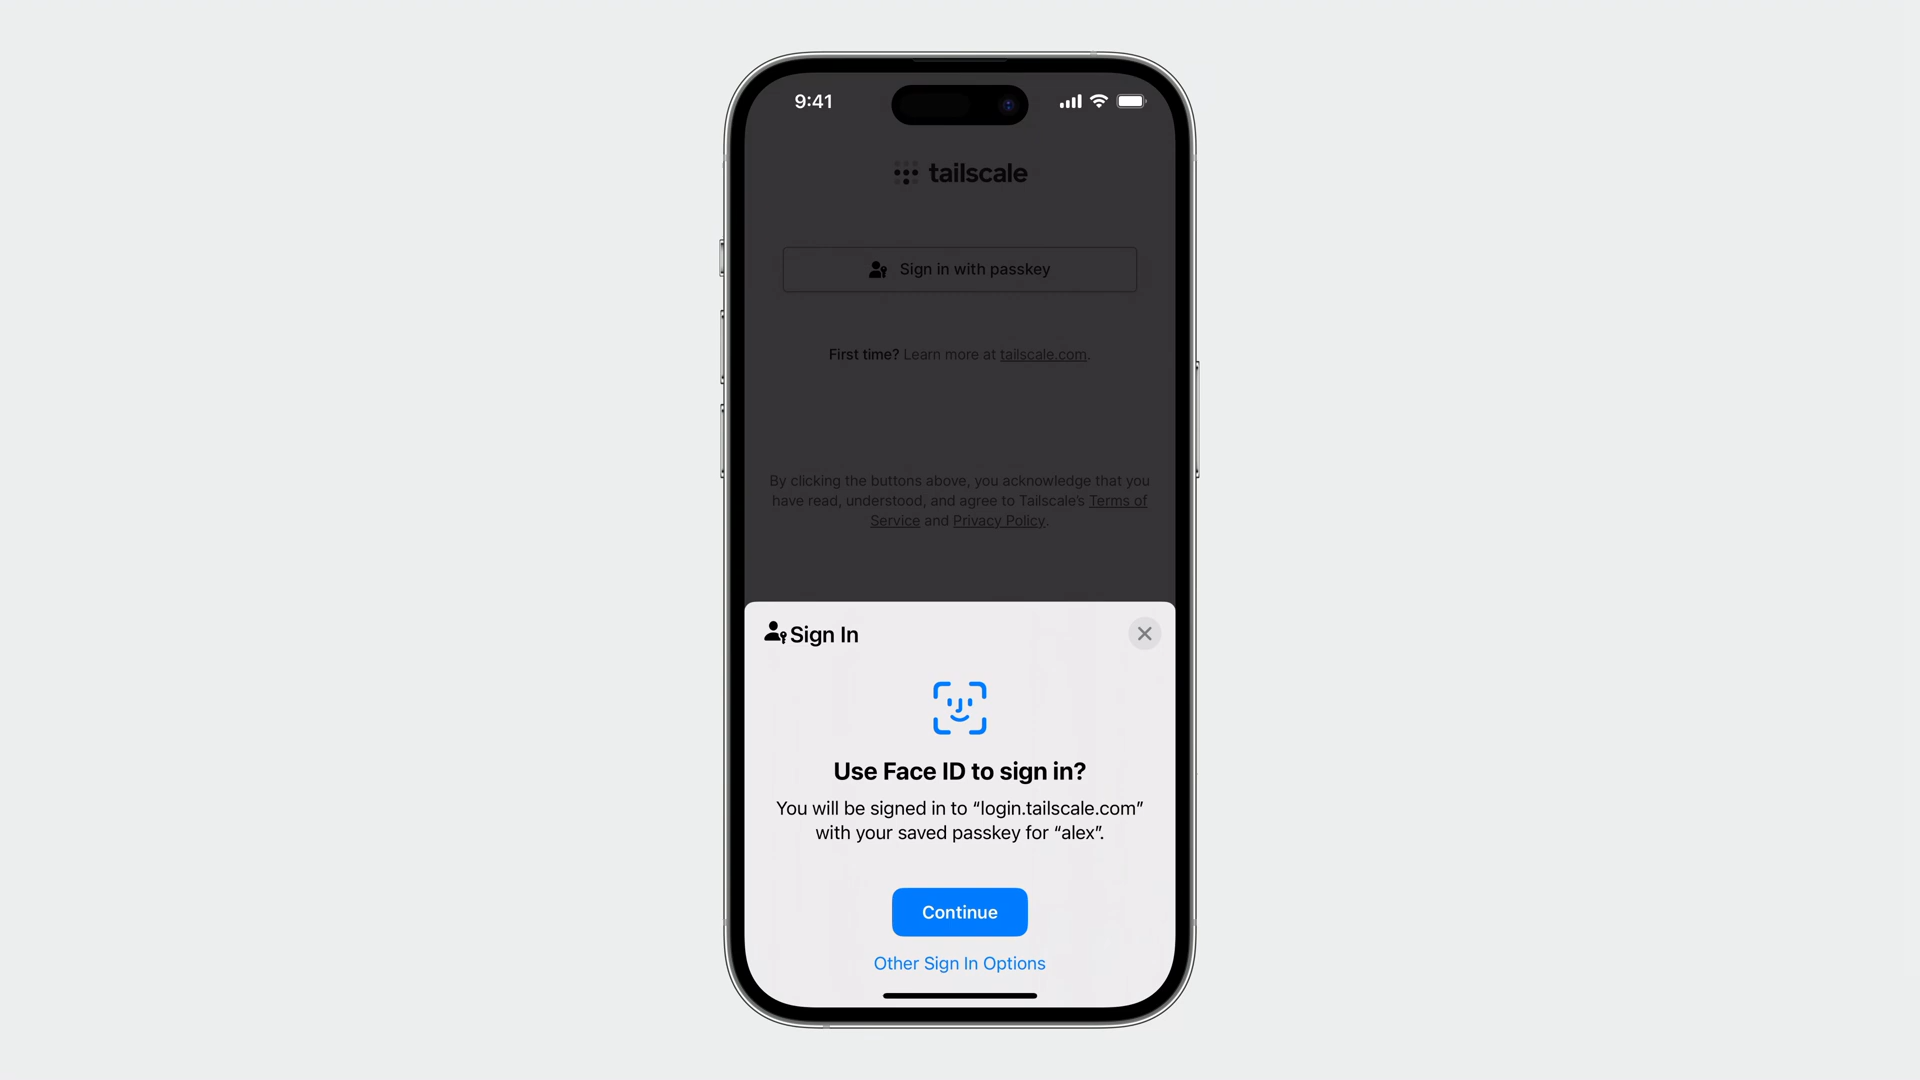 9:41
tailscale
Sign in with passkey
First time? Learn more at tailscale.com.
By clicking the buttons above, you acknowledge that you
have read, understood, and agree to Tailscale’s Terms of
Service and Privacy Policy.
Sign In
Use Face ID to sign in?
You will be signed in to “login.tailscale.com”
with your saved passkey for “alex”.
Continue
Other Sign In Options